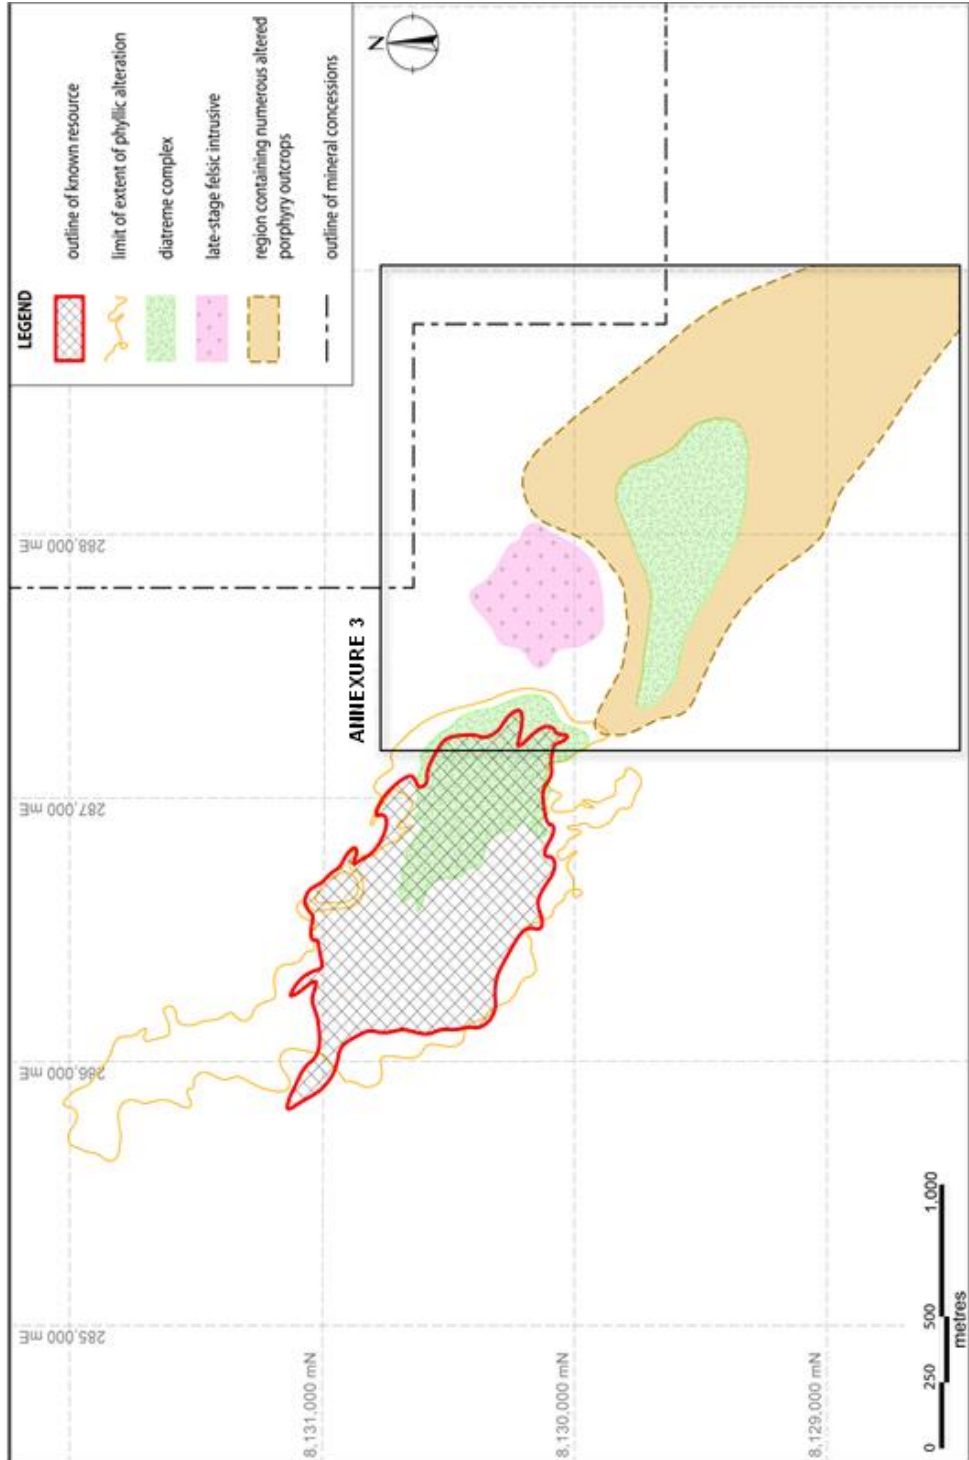 LEGEND
outline of known resource
limit of extent of phyllic alteration
diatreme complex
late-stage felsic intrusive
region containing numerous altered
porphyry outcrops
outline of mineral concessions
N
ANNEXURE 3
285,000 mE
286,000 mE
287,000 mE
288,000 mE
8,131,000 mN
8,130,000 mN
8,129,000 mN
0 250 500 1,000
metres